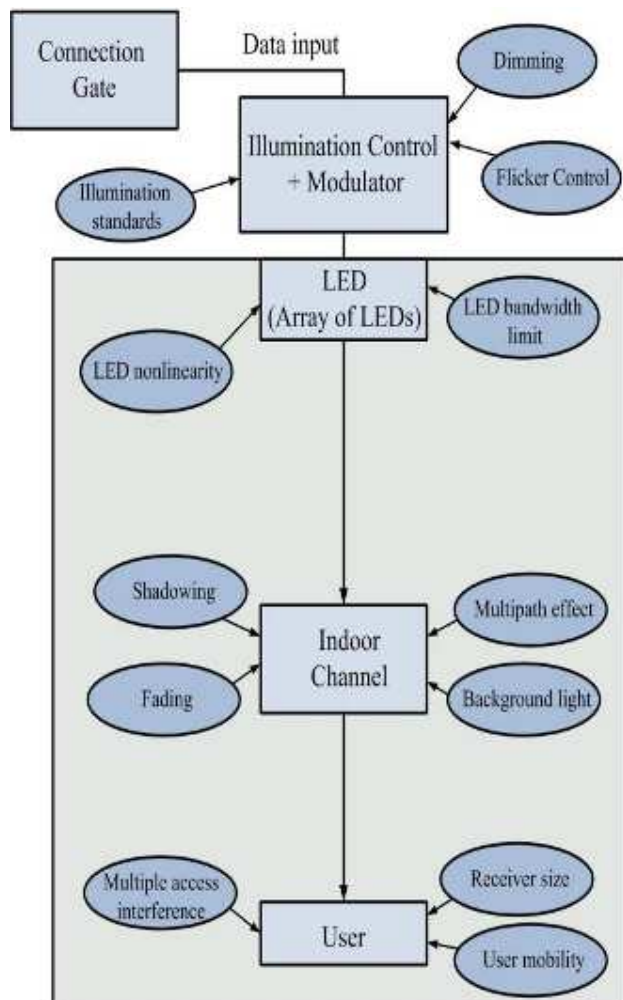 Connection
Gate
Data input
Dimming
Illumination Control
+ Modulator
Flicker Control
Illumination
standards
LED
(Array of LEDs)
LED bandwidth
limit
LED nonlinearity
Shadowing
Multipath effect
Indoor
Channel
Fading
Background light
Multiple access
interference
Receiver size
User
User mobility